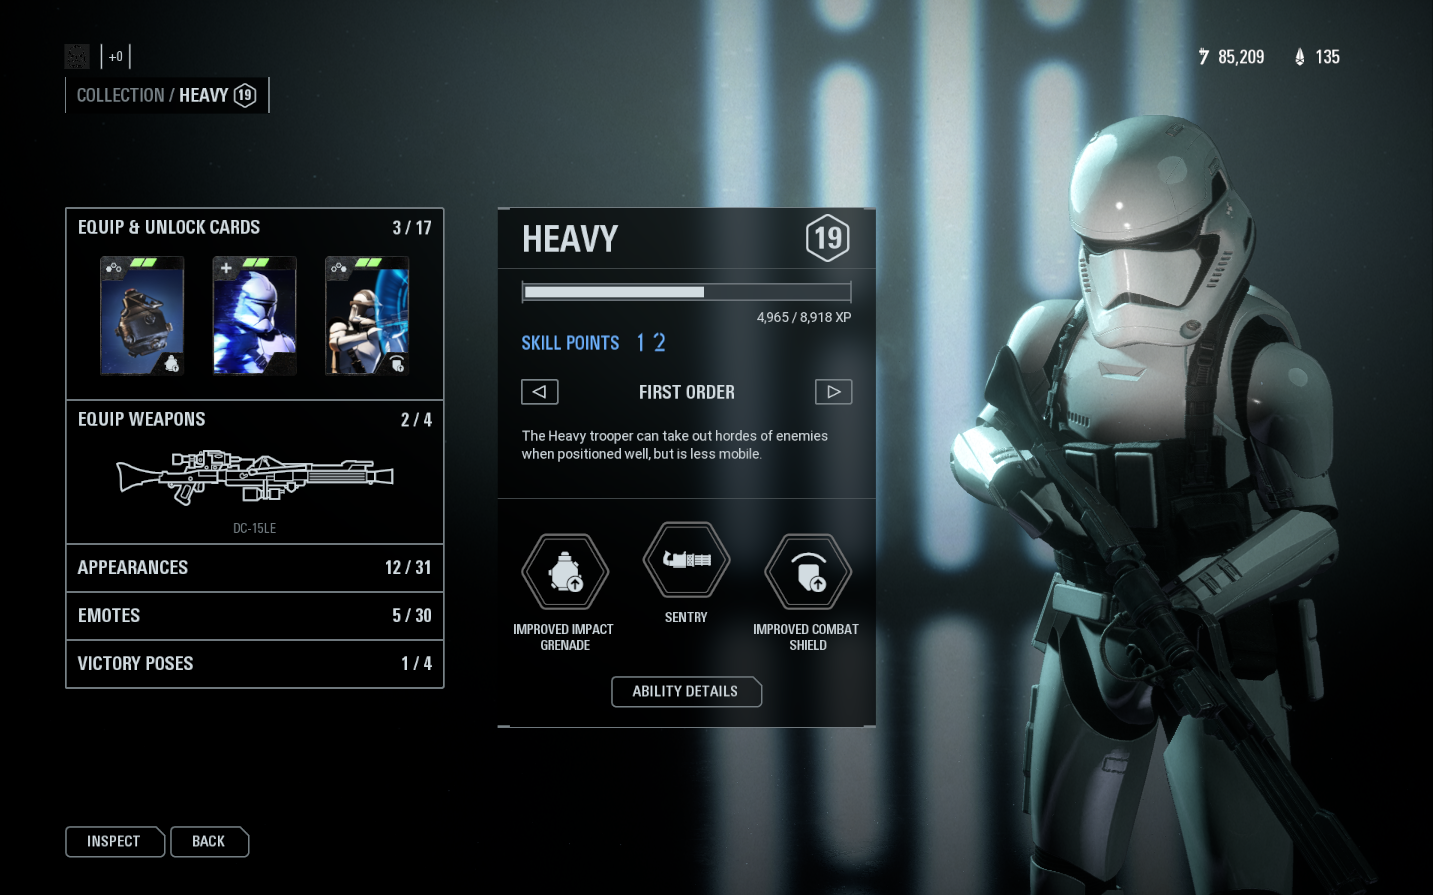 +0
85,209
135
COLLECTION / HEAVY 19
EQUIP & UNLOCK CARDS 3 / 17
EQUIP WEAPONS 2 / 4
DC-15LE
APPEARANCES 12 / 31
EMOTES 5 / 30
VICTORY POSES 1 / 4
HEAVY 19
4,965 / 8,918 XP
SKILL POINTS 12
FIRST ORDER
The Heavy trooper can take out hordes of enemies
when positioned well, but is less mobile.
IMPROVED IMPACT
GRENADE
SENTRY
IMPROVED COMBAT
SHIELD
ABILITY DETAILS
INSPECT
BACK